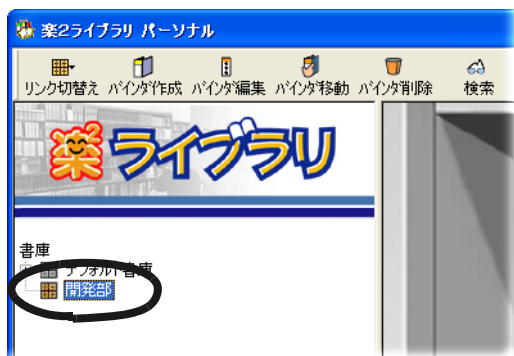 楽2ライブラリ パーソナル
リンク切替え バインダ作成 バインダ編集 バインダ移動 バインダ削除 検索
楽 ライブラリ
書庫
デフォルト書庫
開発部